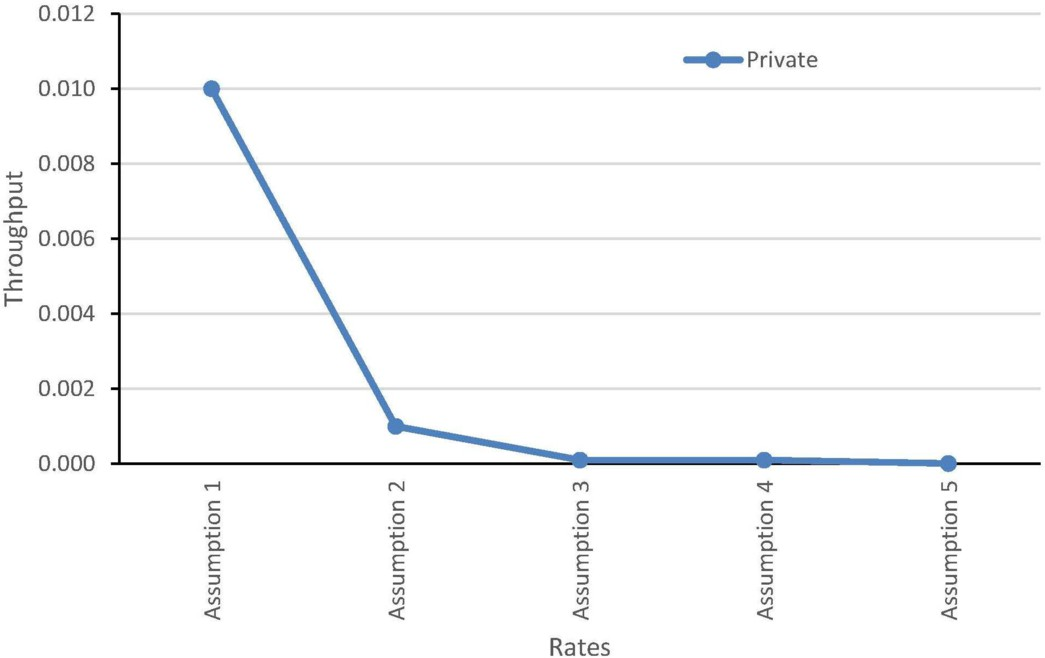 0.012
0.010
0.008
0.006
0.004
0.002
0.000
Throughput
Private
Assumption 1
Assumption 2
Assumption 3
Assumption 4
Assumption 5
Rates